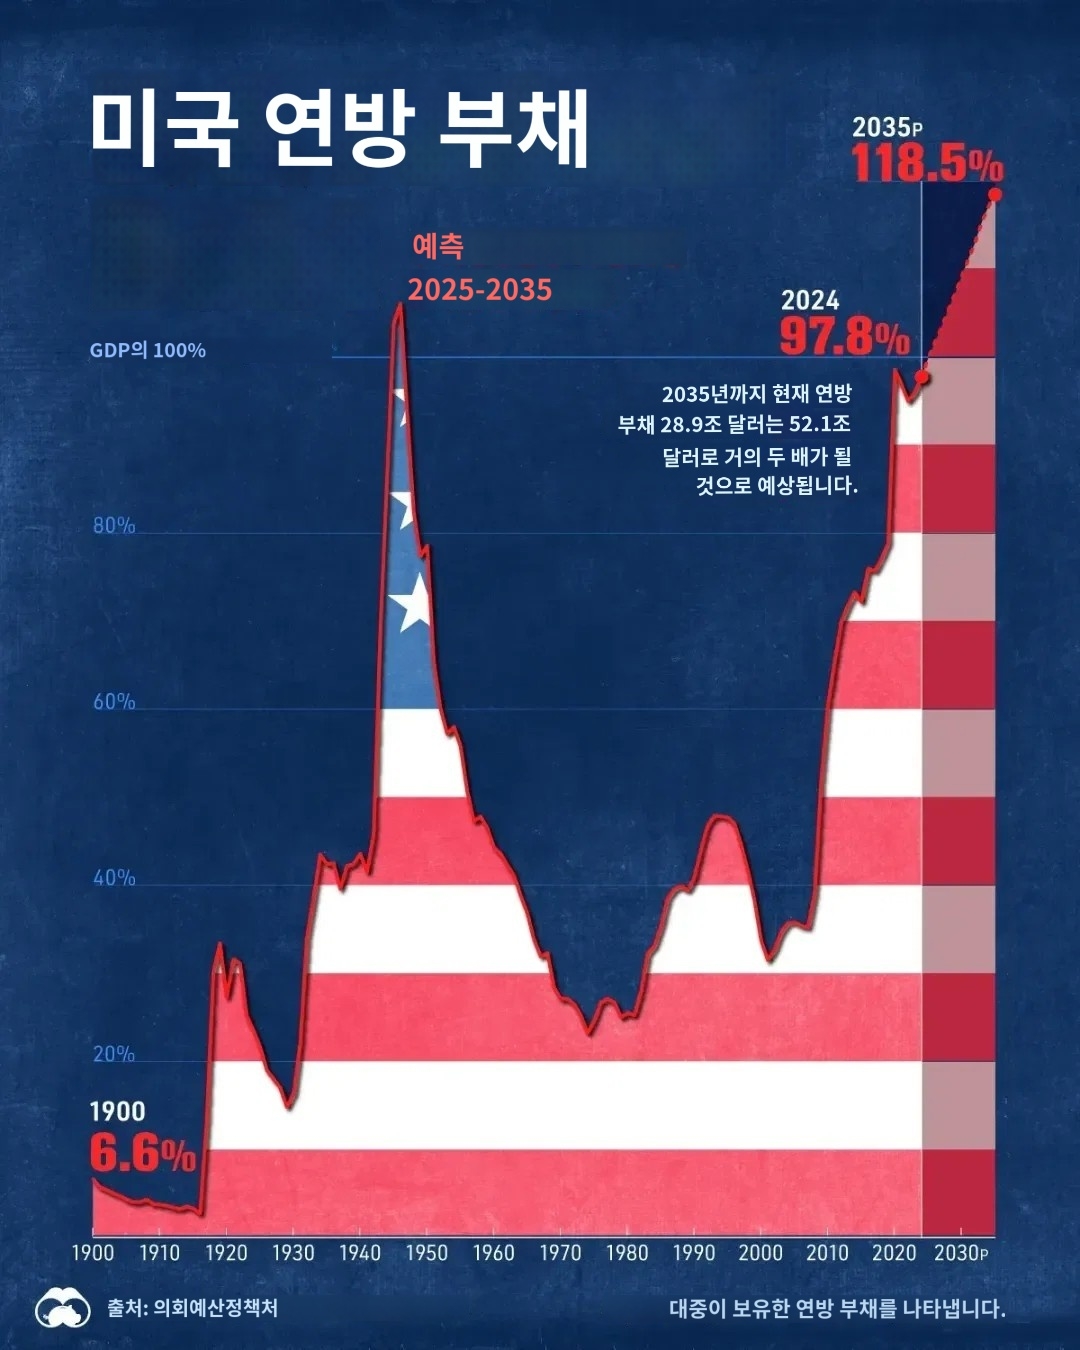 미국 연방 부채
2035P
118.5%
예측
2025-2035
2024
97.8%
GDP의 100%
2035년까지 현재 연방
부채 28.9조 달러는 52.1조
달러로 거의 두 배가 될
것으로 예상됩니다.
80%
60%
40%
20%
1900
6.6%
1900 1910 1920 1930 1940 1950 1960 1970 1980 1990 2000 2010 2020 2030P
출처: 의회예산정책처
대중이 보유한 연방 부채를 나타냅니다.